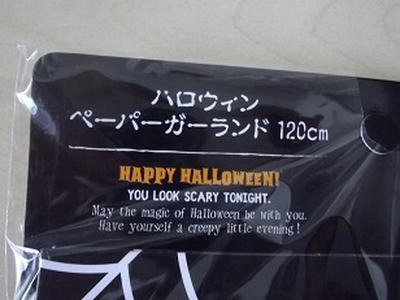 ハロウィン
ペーパーガーランド 120cm
HAPPY HALLOWEEN!
YOU LOOK SCARY TONIGHT.
May the magic of Halloween be with you.
Have yourself a creepy little evening!